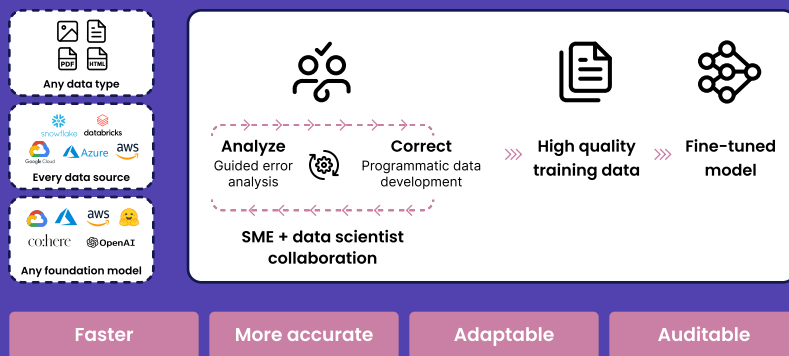 PDF
HTML
Any data type
snowflake
databricks
Google Cloud
Azure
aws
Every data source
aws
co:here
OpenAI
Any foundation model
Analyze
Guided error
analysis
Correct
Programmatic data
development
SME + data scientist
collaboration
High quality
training data
Fine-tuned
model
Faster
More accurate
Adaptable
Auditable